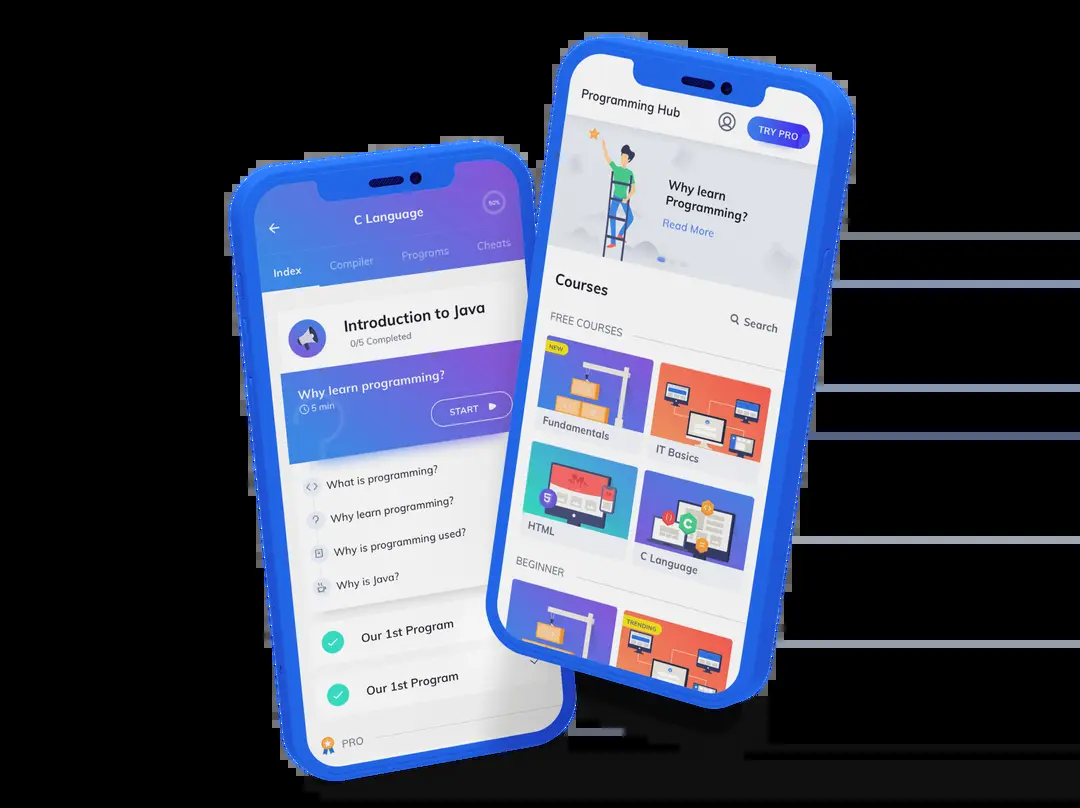 C Language
92%
Index
Compiler
Programs
Cheats
Introduction to Java
0/5 Completed
Why learn programming?
5 min
START
What is programming?
Why learn programming?
Why is programming used?
Why is Java?
Our 1st Program
Our 1st Program
PRO
Programming Hub
TRY PRO
Why learn
Programming?
Read More
Courses
Search
FREE COURSES
NEW
Fundamentals
IT Basics
HTML
C Language
BEGINNER
TRENDING